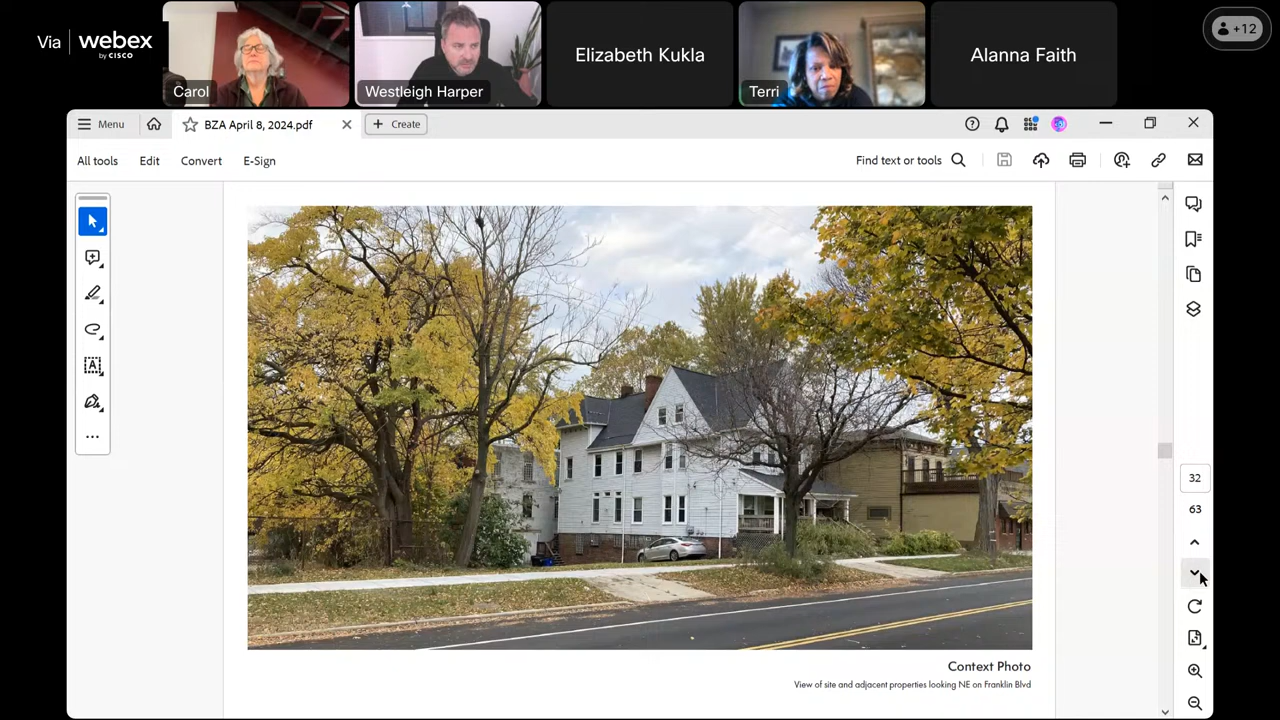 Via webex
by CISCO
Carol
Westleigh Harper
Elizabeth Kukla
Terri
Alanna Faith
+12
Menu
BZA April 8, 2024.pdf
Create
All tools
Edit
Convert
E-Sign
Find text or tools
32
63
Context Photo
View of site and adjacent properties looking NE on Franklin Blvd